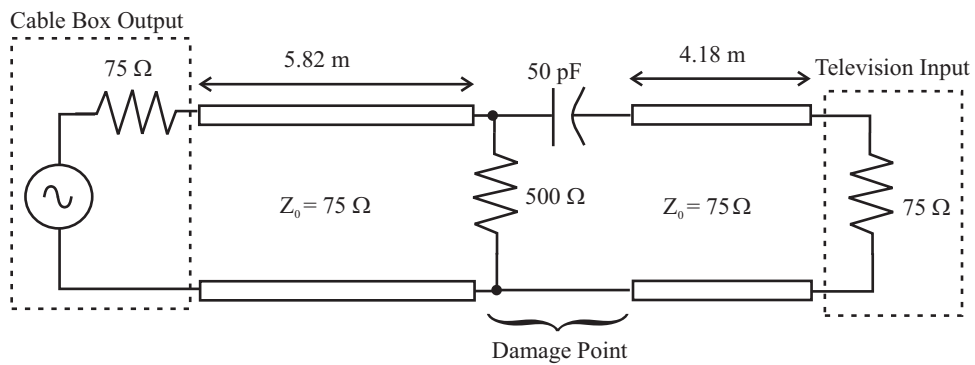 Cable Box Output
75 Ω
5.82 m
50 pF
4.18 m
Television Input
Z₀ = 75 Ω
500 Ω
Z₀ = 75 Ω
75 Ω
Damage Point